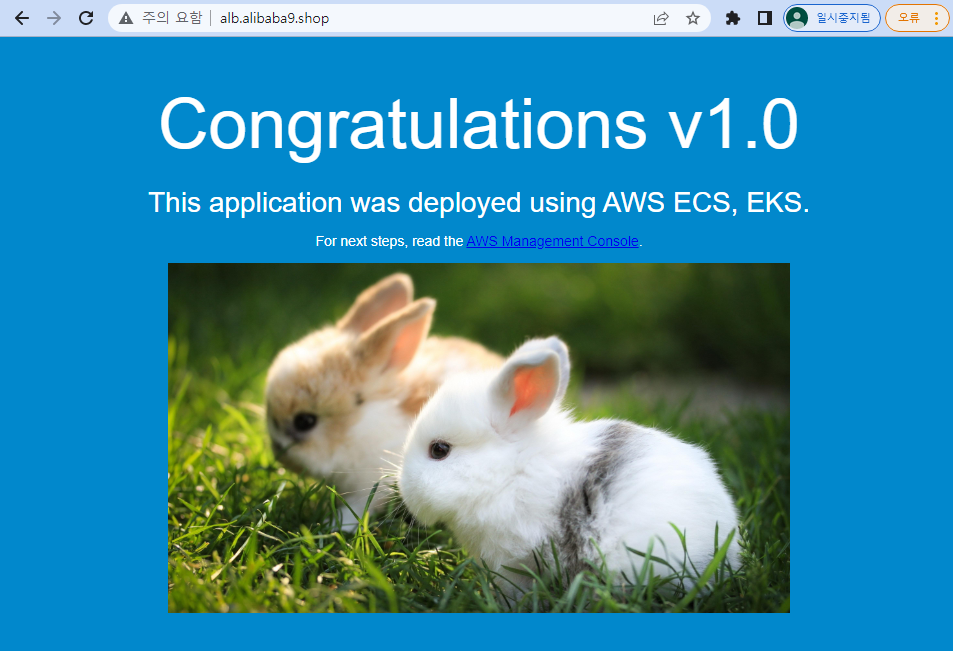 주의 요함 alb.alibaba9.shop 일시중지됨 오류
Congratulations v1.0
This application was deployed using AWS ECS, EKS.
For next steps, read the AWS Management Console.